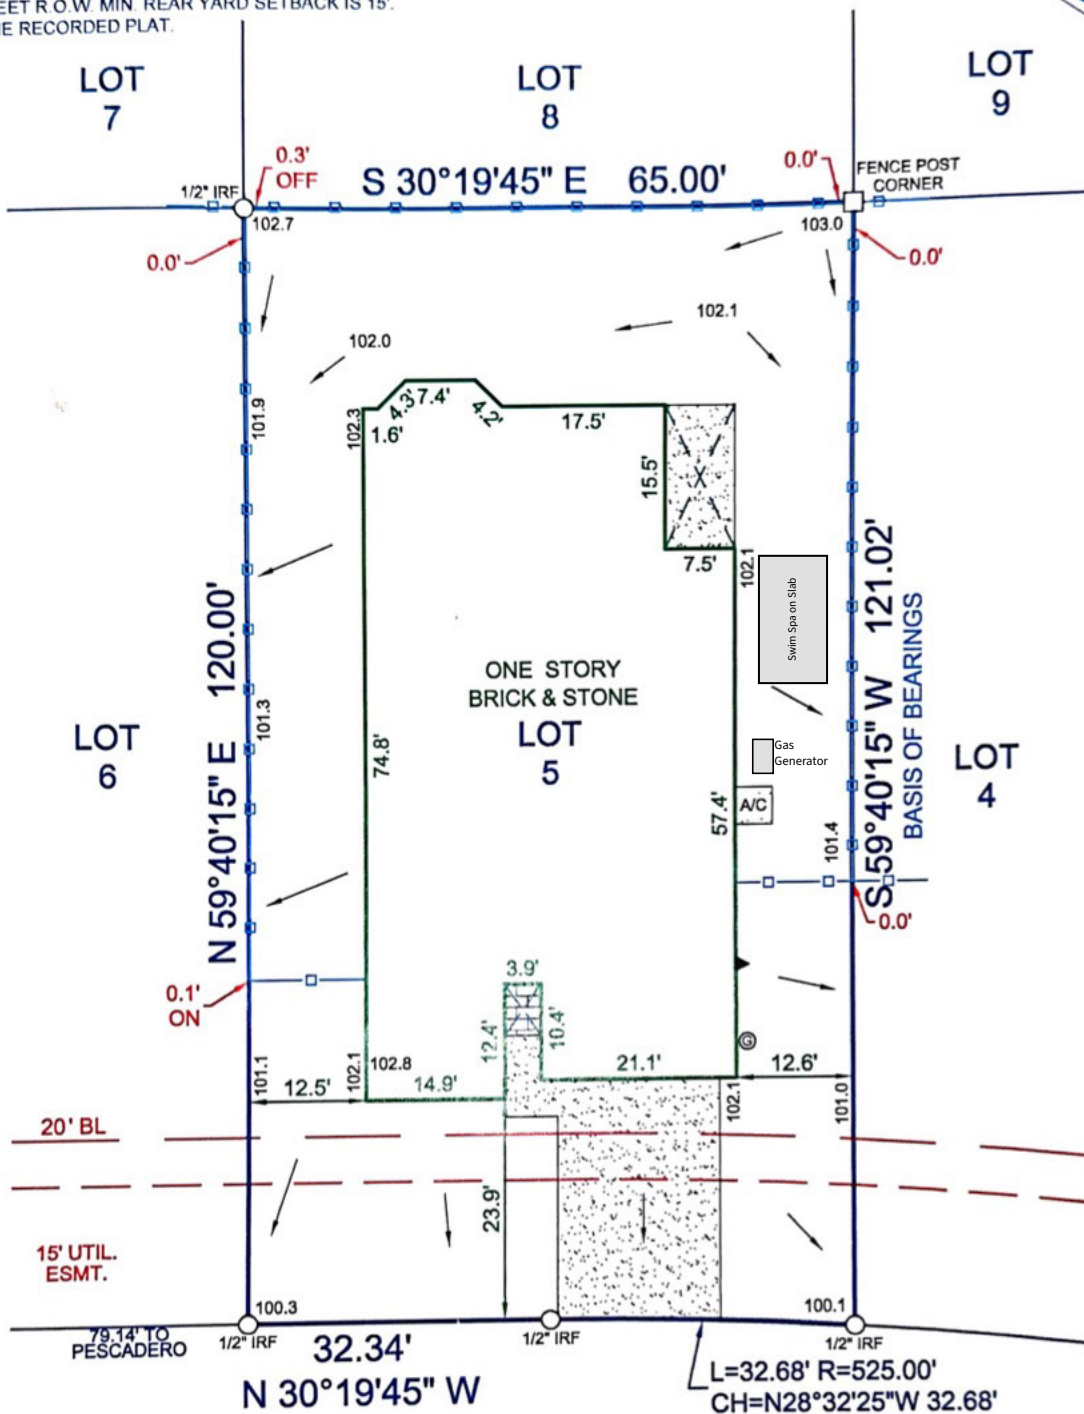 EET R.O.W. MIN. REAR YARD SETBACK IS 15'.
E RECORDED PLAT.
LOT
7
LOT
8
LOT
9
0.3'
OFF
1/2" IRF
S 30°19'45" E 65.00'
0.0'
FENCE POST
CORNER
102.7
103.0
0.0'
0.0'
102.1
102.0
101.9
102.3
1.6'
4.3'
7.4'
4.2'
17.5'
15.5'
7.5'
102.1
Swim Spa on Slab
N 59°40'15" E 120.00'
101.3
ONE STORY
BRICK & STONE
LOT
5
74.8'
LOT
6
Gas
Generator
A/C
57.4'
101.4
S 59°40'15" W 121.02'
BASIS OF BEARINGS
LOT
4
0.0'
0.1'
ON
3.9'
12.4'
10.4'
G
101.1
12.5'
102.1
102.8
14.9'
21.1'
102.1
12.6'
101.0
20' BL
23.9'
15' UTIL.
ESMT.
100.3
100.1
79.14' TO
PESCADERO
1/2" IRF
32.34'
N 30°19'45" W
1/2" IRF
1/2" IRF
L=32.68' R=525.00'
CH=N28°32'25"W 32.68'